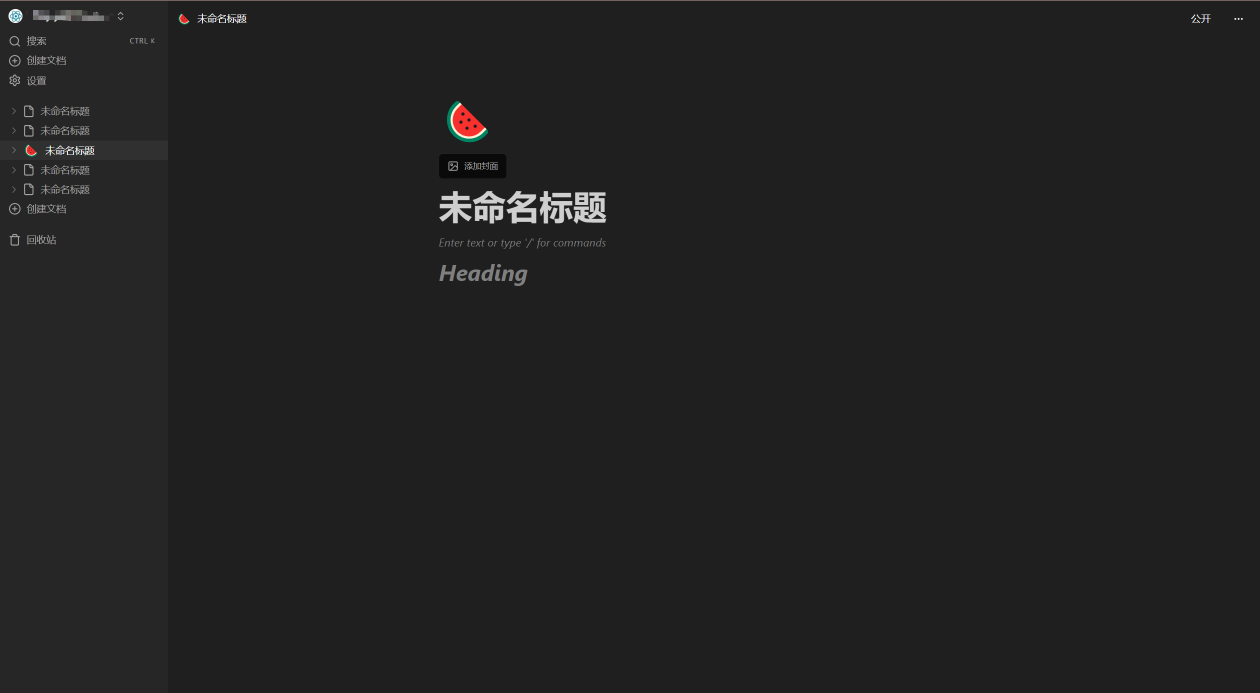 搜索 CTRL K
创建文档
设置
未命名标题
未命名标题
未命名标题
未命名标题
未命名标题
创建文档
回收站
未命名标题
公开
添加封面
未命名标题
Enter text or type '/' for commands
Heading